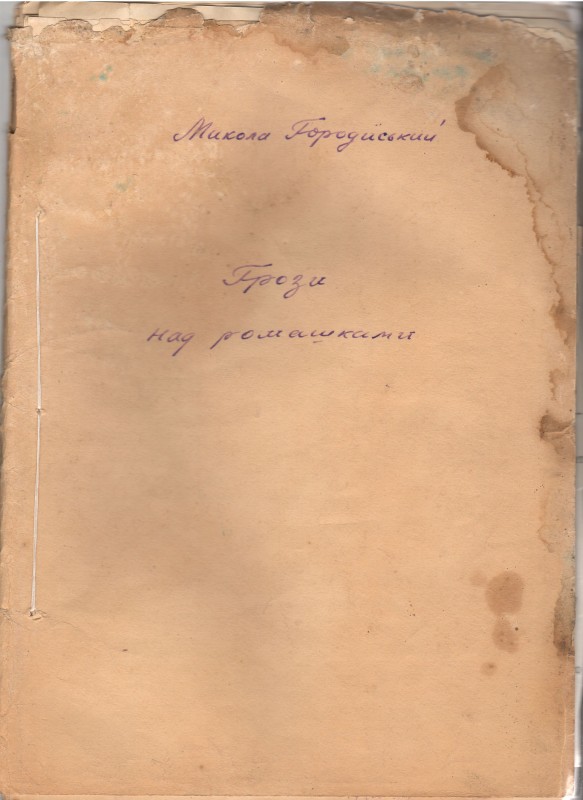 Микола Городиський
Грози
над ромашками